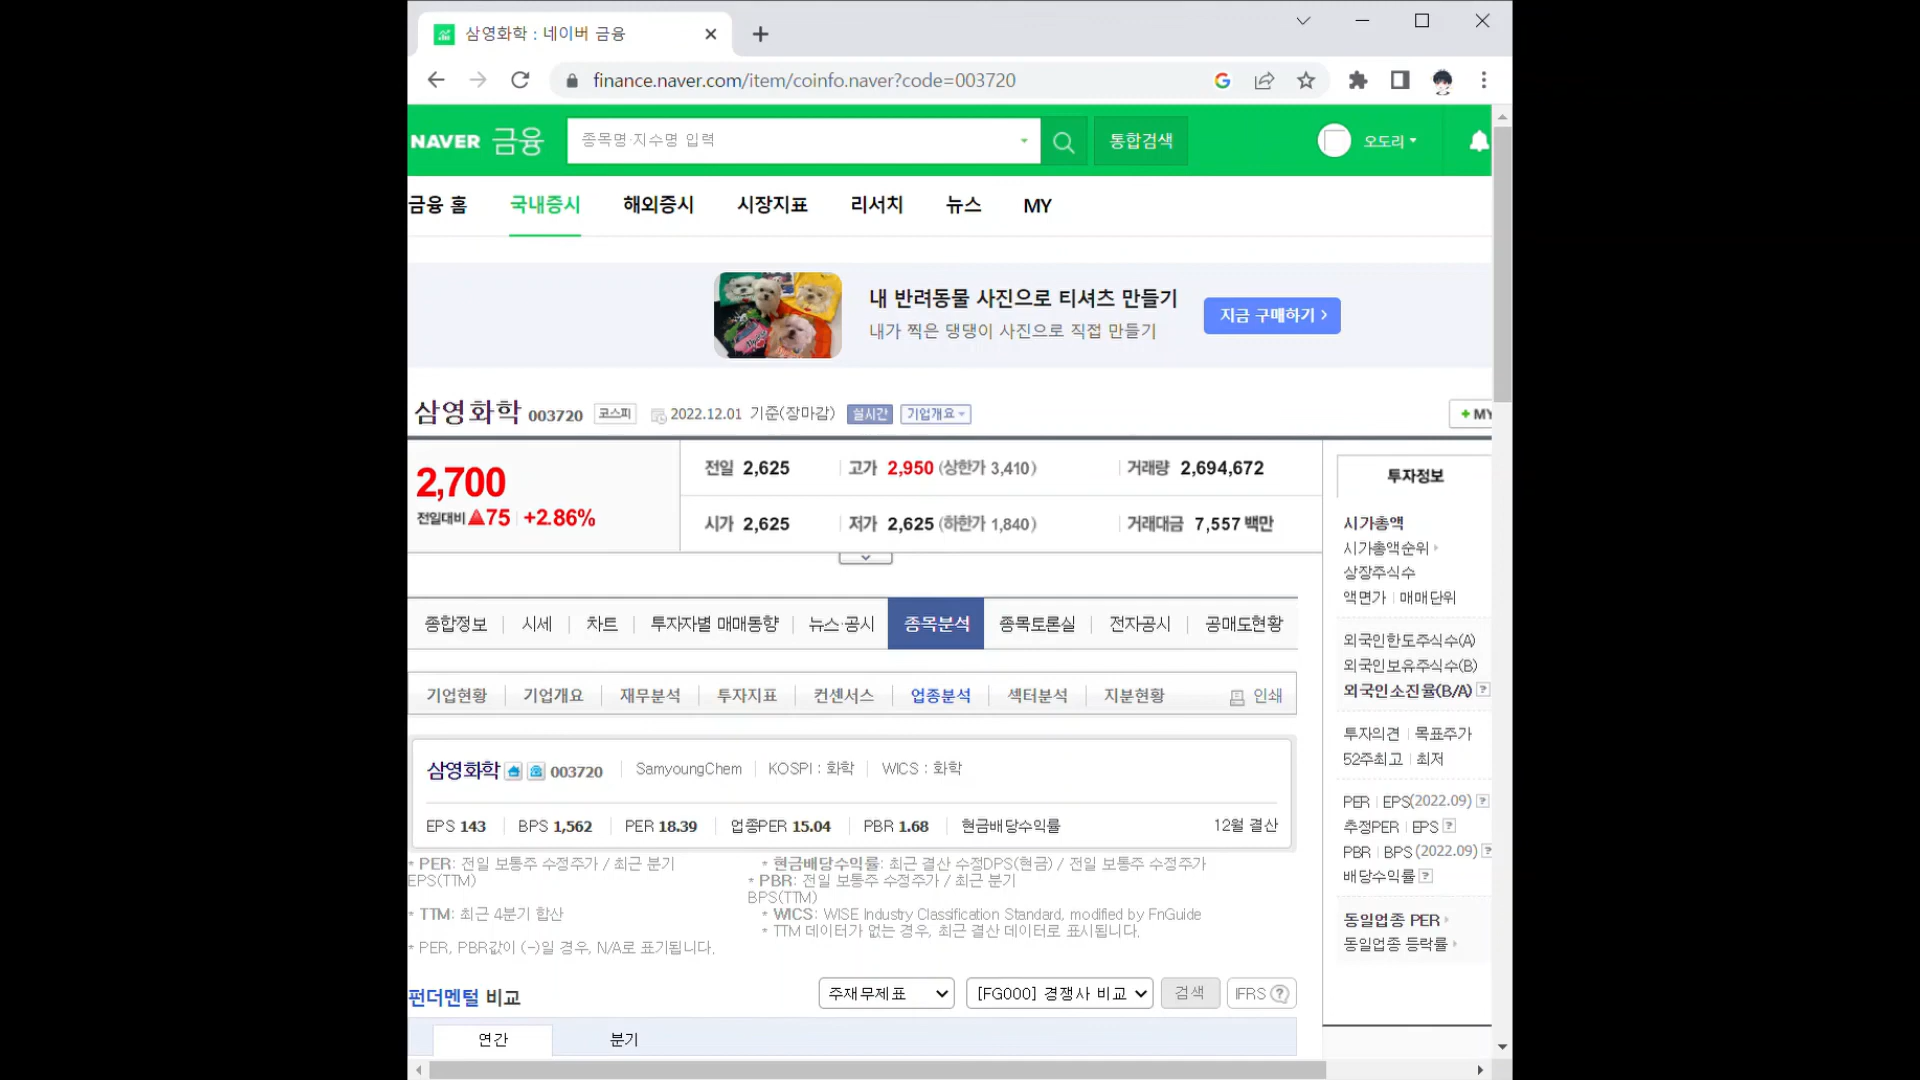 삼영화학 : 네이버 금융
finance.naver.com/item/coinfo.naver?code=003720
NAVER 금융 종목명·지수명 입력 통합검색 오도리
금융 홈 국내증시 해외증시 시장지표 리서치 뉴스 MY
내 반려동물 사진으로 티셔츠 만들기
내가 찍은 댕댕이 사진으로 직접 만들기
지금 구매하기 >
삼영화학 003720 코스피 2022.12.01 기준(장마감) 실시간 기업개요 + MY
2,700
전일대비 ▲75 +2.86%
전일 2,625 고가 2,950 (상한가 3,410) 거래량 2,694,672
시가 2,625 저가 2,625 (하한가 1,840) 거래대금 7,557 백만
종합정보 시세 차트 투자자별 매매동향 뉴스·공시 종목분석 종목토론실 전자공시 공매도현황
기업현황 기업개요 재무분석 투자지표 컨센서스 업종분석 섹터분석 지분현황 인쇄
삼영화학 003720 SamyoungChem KOSPI : 화학 WICS : 화학
EPS 143 BPS 1,562 PER 18.39 업종PER 15.04 PBR 1.68 현금배당수익률 12월 결산
* PER: 전일 보통주 수정주가 / 최근 분기
EPS(TTM)
* TTM: 최근 4분기 합산
* PER, PBR값이 (-)일 경우, N/A로 표기됩니다.
* 현금배당수익률: 최근 결산 수정DPS(현금) / 전일 보통주 수정주가
* PBR: 전일 보통주 수정주가 / 최근 분기
BPS(TTM)
* WICS: WISE Industry Classification Standard, modified by FnGuide
* TTM 데이터가 없는 경우, 최근 결산 데이터로 표시됩니다.
펀더멘털 비교 주재무제표 [FG000] 경쟁사 비교 검색 IFRS ?
연간 분기
투자정보
시가총액
시가총액순위
상장주식수
액면가 매매단위
외국인한도주식수(A)
외국인보유주식수(B)
외국인소진율(B/A) ?
투자의견 목표주가
52주최고 최저
PER EPS(2022.09) ?
추정PER EPS ?
PBR BPS (2022.09) ?
배당수익률 ?
동일업종 PER
동일업종 등락률